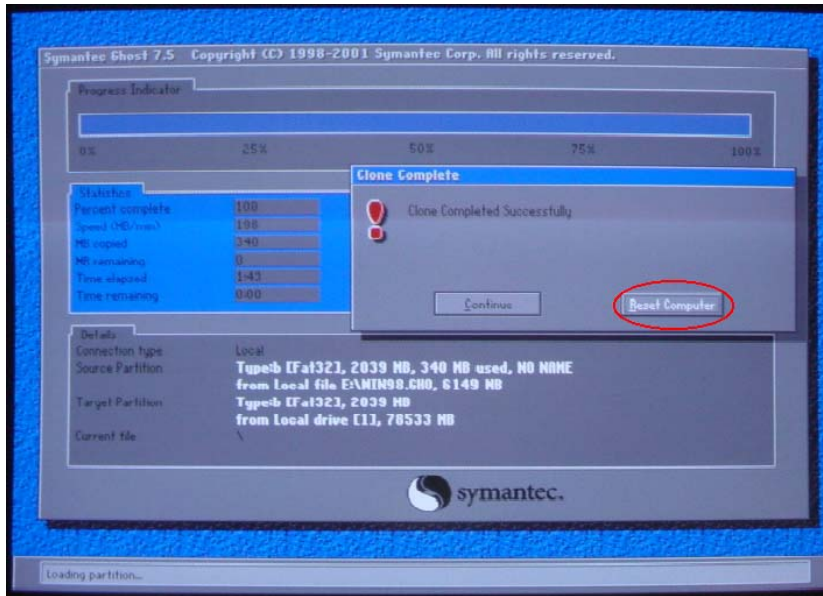 Symantec Ghost 7.5 Copyright (C) 1998-2001 Symantec Corp. All rights reserved.
Progress Indicator
0% 25% 50% 75% 100%
Clone Complete
Clone Completed Successfully
Continue Reset Computer
Statistics
Percent complete 100
Speed (MB/min) 198
MB copied 340
MB remaining 0
Time elapsed 1:43
Time remaining 0:00
Details
Connection type Local
Source Partition Type:b [Fat32], 2039 MB, 340 MB used, NO NAME
from Local file E:\WIN98.GHO, 6149 MB
Target Partition Type:b [Fat32], 2039 MB
from Local drive [1], 78533 MB
Current file \
symantec.
Loading partition...